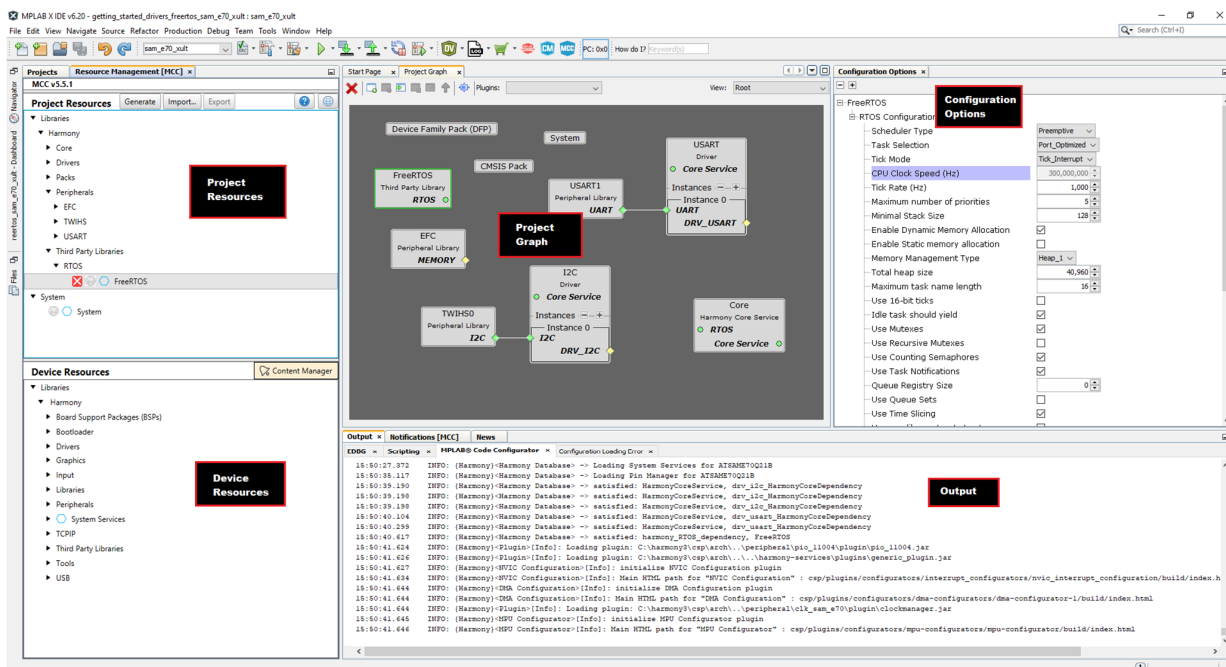 MPLAB X IDE v6.20 - getting_started_drivers_freertos_sam_e70_xult : sam_e70_xult
File Edit View Navigate Source Refactor Production Debug Team Tools Window Help
Search (Ctrl+I)
sam_e70_xult
PC: 0x0
How do I?
Keyword(s)
Projects
Resource Management [MCC] ×
MCC v5.5.1
Project Resources
Generate
Import...
Export
Libraries
Harmony
Core
Drivers
Packs
Peripherals
EFC
TWIHS
USART
Third Party Libraries
RTOS
FreeRTOS
System
System
Project
Resources
Device Resources
Content Manager
Libraries
Harmony
Board Support Packages (BSPs)
Bootloader
Drivers
Graphics
Input
Libraries
Peripherals
System Services
TCPIP
Third Party Libraries
Tools
USB
Device
Resources
Navigator
Dashboard
Files
Start Page ×
Project Graph ×
Plugins:
View:
Root
Device Family Pack (DFP)
System
CMSIS Pack
FreeRTOS
Third Party Library
RTOS
USART1
Peripheral Library
UART
USART
Driver
Core Service
Instances
Instance 0
UART
DRV_USART
EFC
Peripheral Library
MEMORY
Project
Graph
TWIHS0
Peripheral Library
I2C
I2C
Driver
Core Service
Instances
Instance 0
I2C
DRV_I2C
Core
Harmony Core Service
RTOS
Core Service
Configuration Options ×
Configuration
Options
FreeRTOS
RTOS Configuration
Scheduler Type Preemptive
Task Selection Port_Optimized
Tick Mode Tick_Interrupt
CPU Clock Speed (Hz) 300,000,000
Tick Rate (Hz) 1,000
Maximum number of priorities 5
Minimal Stack Size 128
Enable Dynamic Memory Allocation
Enable Static memory allocation
Memory Management Type Heap_1
Total heap size 40,960
Maximum task name length 16
Use 16-bit ticks
Idle task should yield
Use Mutexes
Use Recursive Mutexes
Use Counting Semaphores
Use Task Notifications
Queue Registry Size 0
Use Queue Sets
Use Time Slicing
Output ×
Notifications [MCC]
News
EDBG ×
Scripting ×
MPLAB® Code Configurator ×
Configuration Loading Error ×
15:50:27.372 INFO: {Harmony}<Harmony Database> -> Loading System Services for ATSAME70Q21B
15:50:35.117 INFO: {Harmony}<Harmony Database> -> Loading Pin Manager for ATSAME70Q21B
15:50:39.190 INFO: {Harmony}<Harmony Database> -> satisfied: HarmonyCoreService, drv_i2c_HarmonyCoreDependency
15:50:39.198 INFO: {Harmony}<Harmony Database> -> satisfied: HarmonyCoreService, drv_i2c_HarmonyCoreDependency
15:50:39.198 INFO: {Harmony}<Harmony Database> -> satisfied: HarmonyCoreService, drv_i2c_HarmonyCoreDependency
15:50:40.104 INFO: {Harmony}<Harmony Database> -> satisfied: HarmonyCoreService, drv_usart_HarmonyCoreDependency
15:50:40.299 INFO: {Harmony}<Harmony Database> -> satisfied: HarmonyCoreService, drv_usart_HarmonyCoreDependency
15:50:40.617 INFO: {Harmony}<Harmony Database> -> satisfied: harmony_RTOS_dependency, FreeRTOS
15:50:41.624 INFO: {Harmony}<Plugin>[Info]: Loading plugin: C:\harmony3\csp\arch\..\peripheral\pio_11004\plugin\pio_11004.jar
15:50:41.626 INFO: {Harmony}<Plugin>[Info]: Loading plugin: C:\harmony3\csp\arch\..\..\harmony-services\plugins\generic_plugin.jar
15:50:41.627 INFO: {Harmony}<NVIC Configuration>[Info]: initialize NVIC Configuration plugin
15:50:41.634 INFO: {Harmony}<NVIC Configuration>[Info]: Main HTML path for "NVIC Configuration" : csp/plugins/configurators/interrupt_configurators/nvic_interrupt_configuration/build/index.h
15:50:41.644 INFO: {Harmony}<DMA Configuration>[Info]: initialize DMA Configuration plugin
15:50:41.644 INFO: {Harmony}<DMA Configuration>[Info]: Main HTML path for "DMA Configuration" : csp/plugins/configurators/dma-configurators/dma-configurator-1/build/index.html
15:50:41.644 INFO: {Harmony}<Plugin>[Info]: Loading plugin: C:\harmony3\csp\arch\..\peripheral\clk_sam_e70\plugin\clockmanager.jar
15:50:41.645 INFO: {Harmony}<MPU Configurator>[Info]: initialize MPU Configurator plugin
15:50:41.646 INFO: {Harmony}<MPU Configurator>[Info]: Main HTML path for "MPU Configurator" : csp/plugins/configurators/mpu-configurators/mpu-configurator/build/index.html
Output